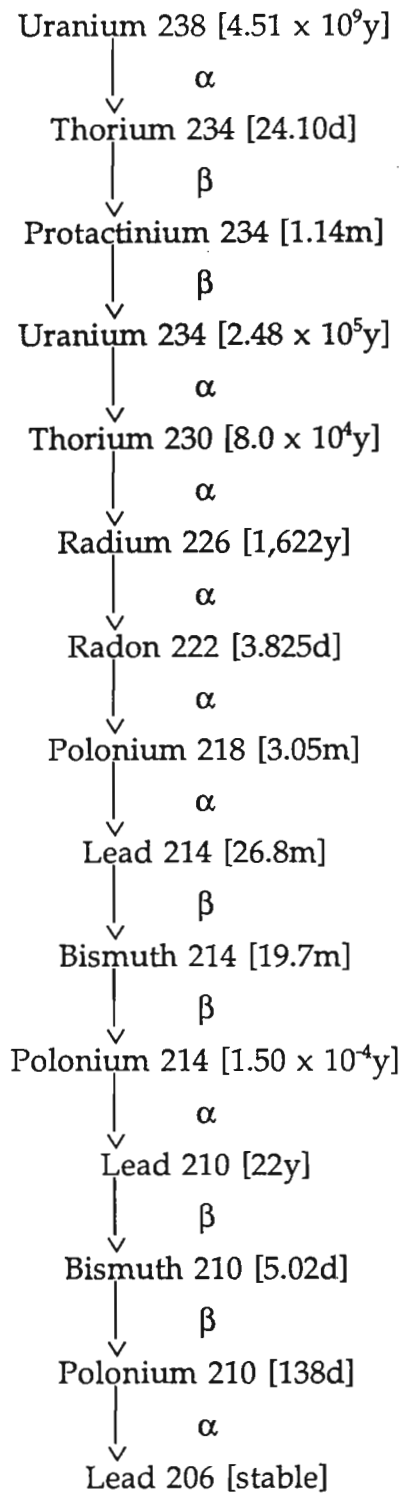 Uranium 238 [4.51 x 10⁹y]
α
Thorium 234 [24.10d]
β
Protactinium 234 [1.14m]
β
Uranium 234 [2.48 x 10⁵y]
α
Thorium 230 [8.0 x 10⁴y]
α
Radium 226 [1,622y]
α
Radon 222 [3.825d]
α
Polonium 218 [3.05m]
α
Lead 214 [26.8m]
β
Bismuth 214 [19.7m]
β
Polonium 214 [1.50 x 10⁻⁴y]
α
Lead 210 [22y]
β
Bismuth 210 [5.02d]
β
Polonium 210 [138d]
α
Lead 206 [stable]